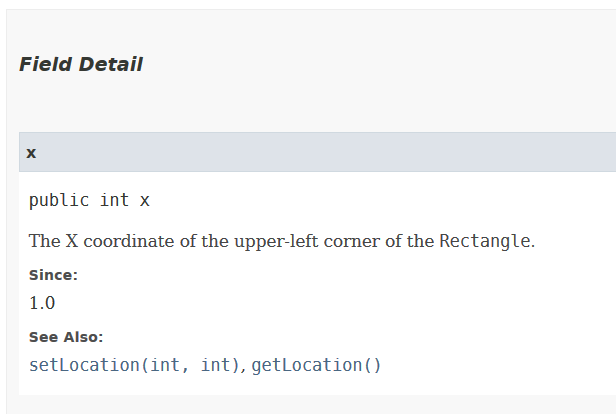 Field Detail
x
public int x
The X coordinate of the upper-left corner of the Rectangle.
Since:
1.0
See Also:
setLocation(int, int), getLocation()